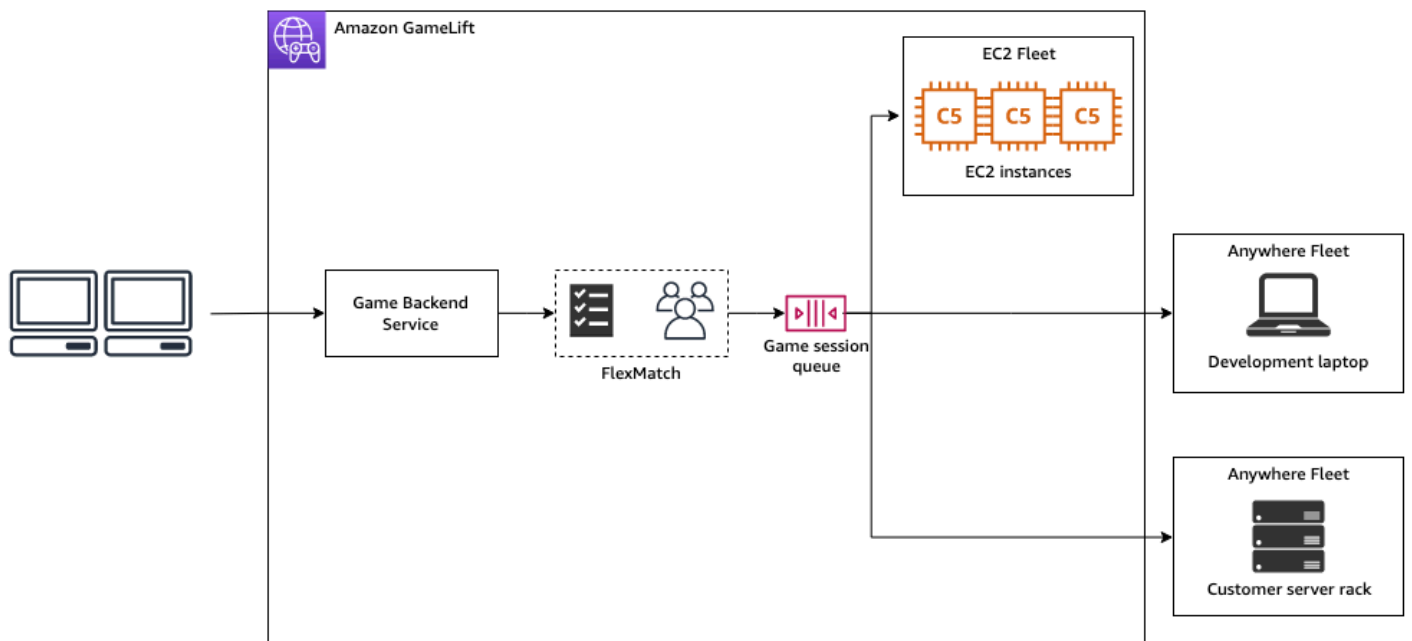 Amazon GameLift
EC2 Fleet
C5
C5
C5
EC2 instances
Game Backend
Service
FlexMatch
Game session
queue
Anywhere Fleet
Development laptop
Anywhere Fleet
Customer server rack